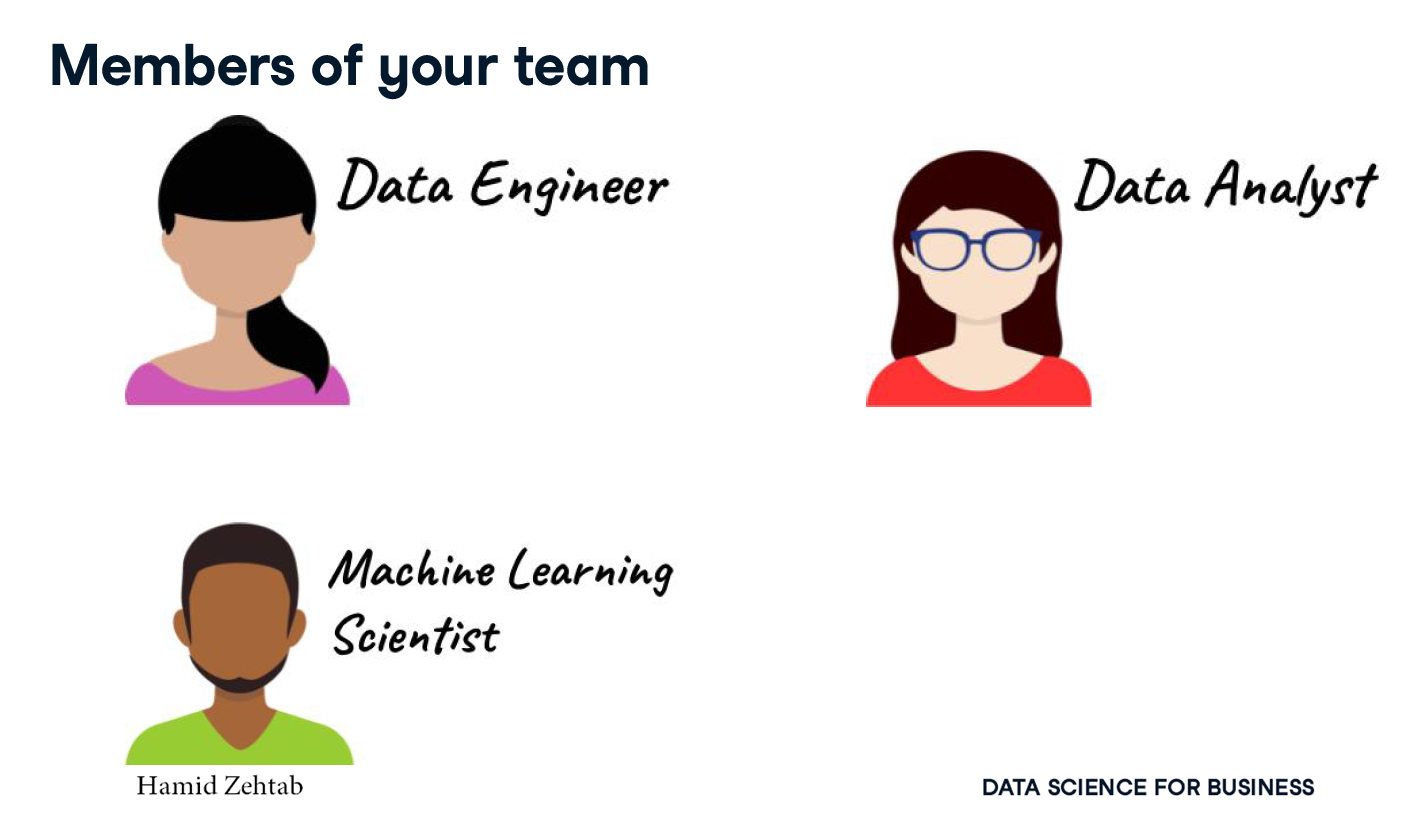 Members of your team
Data Engineer
Data Analyst
Machine Learning
Scientist
Hamid Zehtab
DATA SCIENCE FOR BUSINESS